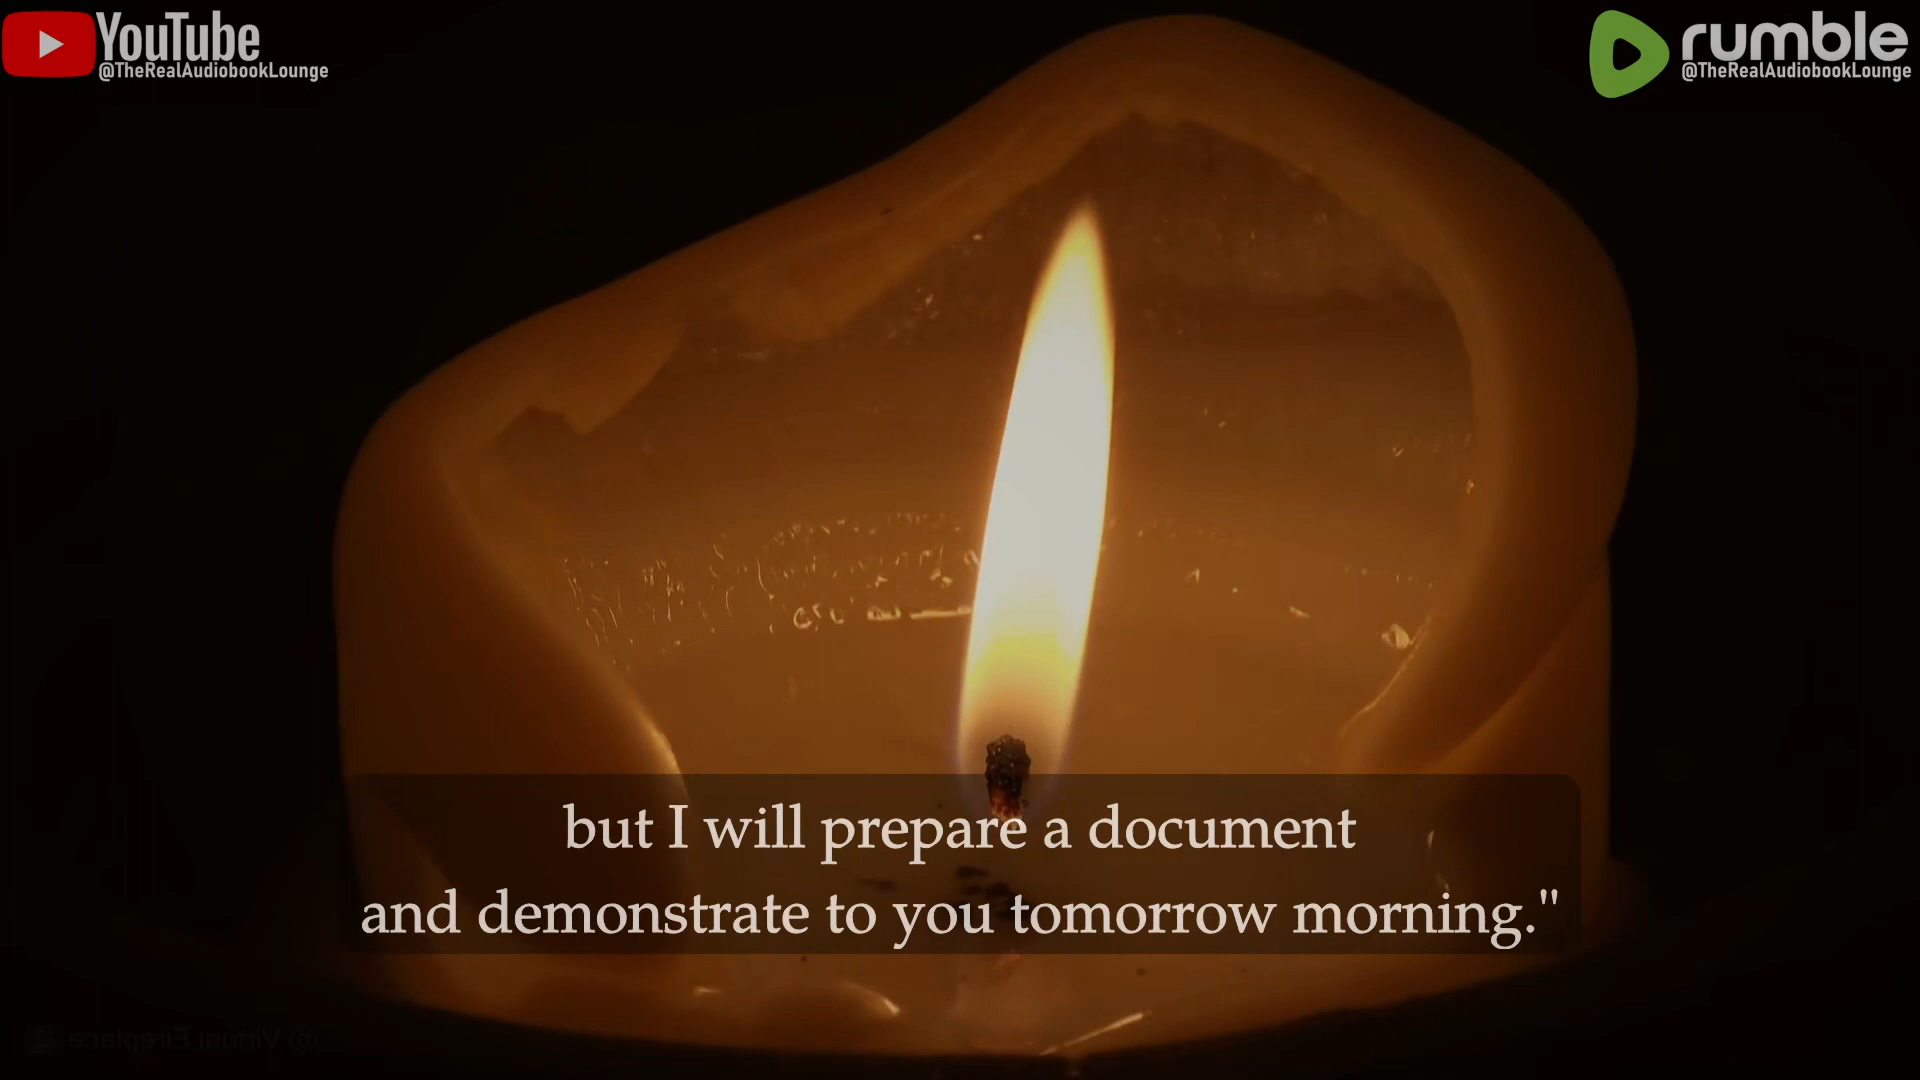 YouTube
@TheRealAudiobookLounge
rumble
@TheRealAudiobookLounge
but I will prepare a document
and demonstrate to you tomorrow morning."